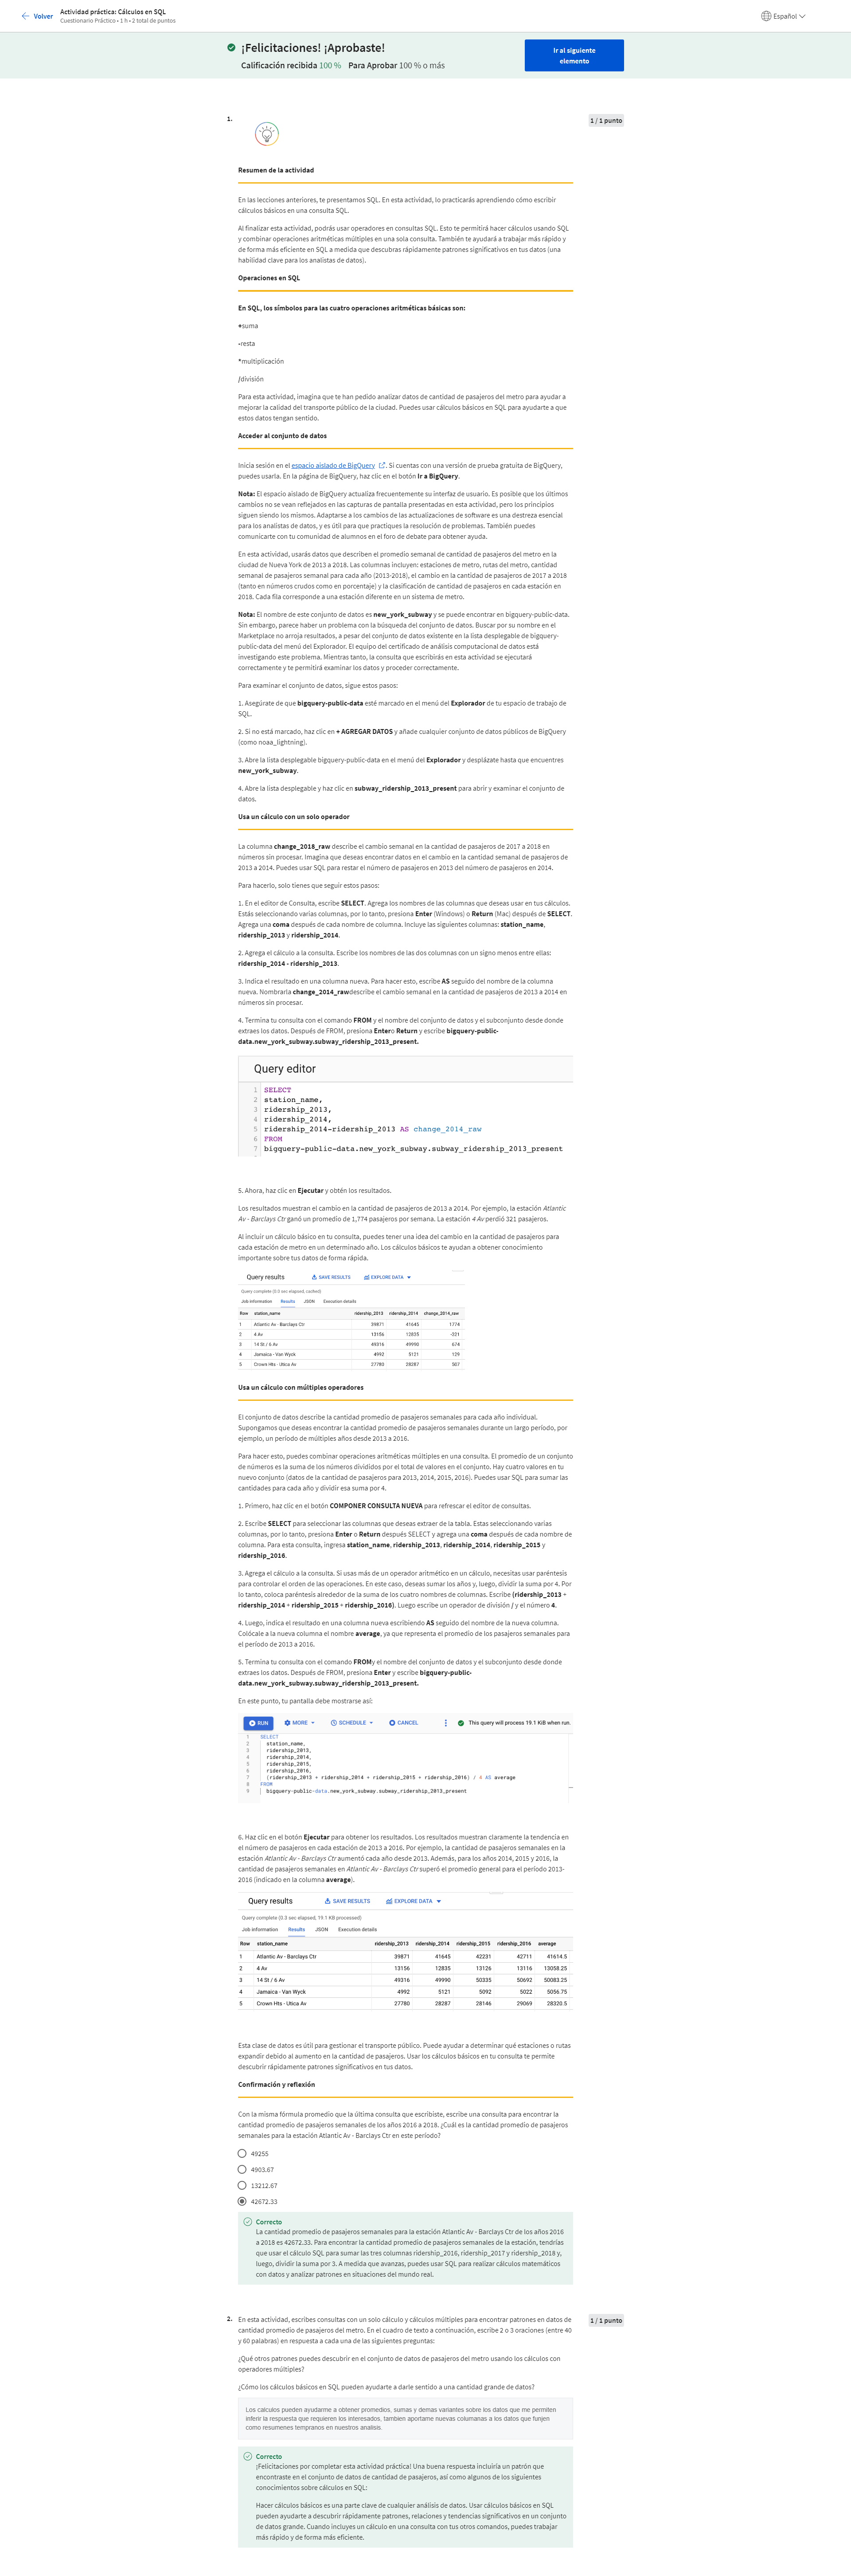 Volver
Actividad práctica: Cálculos en SQL
Cuestionario Práctico • 1 h • 2 total de puntos
Español
¡Felicitaciones! ¡Aprobaste!
Calificación recibida 100 % Para Aprobar 100 % o más
Ir al siguiente
elemento
1.
1 / 1 punto
Resumen de la actividad
En las lecciones anteriores, te presentamos SQL. En esta actividad, lo practicarás aprendiendo cómo escribir
cálculos básicos en una consulta SQL.
Al finalizar esta actividad, podrás usar operadores en consultas SQL. Esto te permitirá hacer cálculos usando SQL
y combinar operaciones aritméticas múltiples en una sola consulta. También te ayudará a trabajar más rápido y
de forma más eficiente en SQL a medida que descubras rápidamente patrones significativos en tus datos (una
habilidad clave para los analistas de datos).
Operaciones en SQL
En SQL, los símbolos para las cuatro operaciones aritméticas básicas son:
+suma
-resta
*multiplicación
/división
Para esta actividad, imagina que te han pedido analizar datos de cantidad de pasajeros del metro para ayudar a
mejorar la calidad del transporte público de la ciudad. Puedes usar cálculos básicos en SQL para ayudarte a que
estos datos tengan sentido.
Acceder al conjunto de datos
Inicia sesión en el espacio aislado de BigQuery . Si cuentas con una versión de prueba gratuita de BigQuery,
puedes usarla. En la página de BigQuery, haz clic en el botón Ir a BigQuery.
Nota: El espacio aislado de BigQuery actualiza frecuentemente su interfaz de usuario. Es posible que los últimos
cambios no se vean reflejados en las capturas de pantalla presentadas en esta actividad, pero los principios
siguen siendo los mismos. Adaptarse a los cambios de las actualizaciones de software es una destreza esencial
para los analistas de datos, y es útil para que practiques la resolución de problemas. También puedes
comunicarte con tu comunidad de alumnos en el foro de debate para obtener ayuda.
En esta actividad, usarás datos que describen el promedio semanal de cantidad de pasajeros del metro en la
ciudad de Nueva York de 2013 a 2018. Las columnas incluyen: estaciones de metro, rutas del metro, cantidad
semanal de pasajeros semanal para cada año (2013-2018), el cambio en la cantidad de pasajeros de 2017 a 2018
(tanto en números crudos como en porcentaje) y la clasificación de cantidad de pasajeros en cada estación en
2018. Cada fila corresponde a una estación diferente en un sistema de metro.
Nota: El nombre de este conjunto de datos es new_york_subway y se puede encontrar en bigquery-public-data.
Sin embargo, parece haber un problema con la búsqueda del conjunto de datos. Buscar por su nombre en el
Marketplace no arroja resultados, a pesar del conjunto de datos existente en la lista desplegable de bigquery-
public-data del menú del Explorador. El equipo del certificado de análisis computacional de datos está
investigando este problema. Mientras tanto, la consulta que escribirás en esta actividad se ejecutará
correctamente y te permitirá examinar los datos y proceder correctamente.
Para examinar el conjunto de datos, sigue estos pasos:
1. Asegúrate de que bigquery-public-data esté marcado en el menú del Explorador de tu espacio de trabajo de
SQL.
2. Si no está marcado, haz clic en + AGREGAR DATOS y añade cualquier conjunto de datos públicos de BigQuery
(como noaa_lightning).
3. Abre la lista desplegable bigquery-public-data en el menú del Explorador y desplázate hasta que encuentres
new_york_subway.
4. Abre la lista desplegable y haz clic en subway_ridership_2013_present para abrir y examinar el conjunto de
datos.
Usa un cálculo con un solo operador
La columna change_2018_raw describe el cambio semanal en la cantidad de pasajeros de 2017 a 2018 en
números sin procesar. Imagina que deseas encontrar datos en el cambio en la cantidad semanal de pasajeros de
2013 a 2014. Puedes usar SQL para restar el número de pasajeros en 2013 del número de pasajeros en 2014.
Para hacerlo, solo tienes que seguir estos pasos:
1. En el editor de Consulta, escribe SELECT. Agrega los nombres de las columnas que deseas usar en tus cálculos.
Estás seleccionando varias columnas, por lo tanto, presiona Enter (Windows) o Return (Mac) después de SELECT.
Agrega una coma después de cada nombre de columna. Incluye las siguientes columnas: station_name,
ridership_2013 y ridership_2014.
2. Agrega el cálculo a la consulta. Escribe los nombres de las dos columnas con un signo menos entre ellas:
ridership_2014 - ridership_2013.
3. Indica el resultado en una columna nueva. Para hacer esto, escribe AS seguido del nombre de la columna
nueva. Nombrarla change_2014_rawdescribe el cambio semanal en la cantidad de pasajeros de 2013 a 2014 en
números sin procesar.
4. Termina tu consulta con el comando FROM y el nombre del conjunto de datos y el subconjunto desde donde
extraes los datos. Después de FROM, presiona Entero Return y escribe bigquery-public-
data.new_york_subway.subway_ridership_2013_present.
Query editor
1 SELECT
2 station_name,
3 ridership_2013,
4 ridership_2014,
5 ridership_2014-ridership_2013 AS change_2014_raw
6 FROM
7 bigquery-public-data.new_york_subway.subway_ridership_2013_present
5. Ahora, haz clic en Ejecutar y obtén los resultados.
Los resultados muestran el cambio en la cantidad de pasajeros de 2013 a 2014. Por ejemplo, la estación Atlantic
Av - Barclays Ctr ganó un promedio de 1,774 pasajeros por semana. La estación 4 Av perdió 321 pasajeros.
Al incluir un cálculo básico en tu consulta, puedes tener una idea del cambio en la cantidad de pasajeros para
cada estación de metro en un determinado año. Los cálculos básicos te ayudan a obtener conocimiento
importante sobre tus datos de forma rápida.
Query results SAVE RESULTS EXPLORE DATA
Query complete (0.0 sec elapsed, cached)
Job information Results JSON Execution details
Row station_name ridership_2013 ridership_2014 change_2014_raw
1 Atlantic Av - Barclays Ctr 39871 41645 1774
2 4 Av 13156 12835 -321
3 14 St / 6 Av 49316 49990 674
4 Jamaica - Van Wyck 4992 5121 129
5 Crown Hts - Utica Av 27780 28287 507
Usa un cálculo con múltiples operadores
El conjunto de datos describe la cantidad promedio de pasajeros semanales para cada año individual.
Supongamos que deseas encontrar la cantidad promedio de pasajeros semanales durante un largo período, por
ejemplo, un período de múltiples años desde 2013 a 2016.
Para hacer esto, puedes combinar operaciones aritméticas múltiples en una consulta. El promedio de un conjunto
de números es la suma de los números divididos por el total de valores en el conjunto. Hay cuatro valores en tu
nuevo conjunto (datos de la cantidad de pasajeros para 2013, 2014, 2015, 2016). Puedes usar SQL para sumar las
cantidades para cada año y dividir esa suma por 4.
1. Primero, haz clic en el botón COMPONER CONSULTA NUEVA para refrescar el editor de consultas.
2. Escribe SELECT para seleccionar las columnas que deseas extraer de la tabla. Estas seleccionando varias
columnas, por lo tanto, presiona Enter o Return después SELECT y agrega una coma después de cada nombre de
columna. Para esta consulta, ingresa station_name, ridership_2013, ridership_2014, ridership_2015 y
ridership_2016.
3. Agrega el cálculo a la consulta. Si usas más de un operador aritmético en un cálculo, necesitas usar paréntesis
para controlar el orden de las operaciones. En este caso, deseas sumar los años y, luego, dividir la suma por 4. Por
lo tanto, coloca paréntesis alrededor de la suma de los cuatro nombres de columnas. Escribe (ridership_2013 +
ridership_2014 + ridership_2015 + ridership_2016). Luego escribe un operador de división / y el número 4.
4. Luego, indica el resultado en una columna nueva escribiendo AS seguido del nombre de la nueva columna.
Colócale a la nueva columna el nombre average, ya que representa el promedio de los pasajeros semanales para
el período de 2013 a 2016.
5. Termina tu consulta con el comando FROMy el nombre del conjunto de datos y el subconjunto desde donde
extraes los datos. Después de FROM, presiona Enter y escribe bigquery-public-
data.new_york_subway.subway_ridership_2013_present.
En este punto, tu pantalla debe mostrarse así:
RUN MORE SCHEDULE CANCEL This query will process 19.1 KiB when run.
1 SELECT
2 station_name,
3 ridership_2013,
4 ridership_2014,
5 ridership_2015,
6 ridership_2016,
7 (ridership_2013 + ridership_2014 + ridership_2015 + ridership_2016) / 4 AS average
8 FROM
9 bigquery-public-data.new_york_subway.subway_ridership_2013_present
6. Haz clic en el botón Ejecutar para obtener los resultados. Los resultados muestran claramente la tendencia en
el número de pasajeros en cada estación de 2013 a 2016. Por ejemplo, la cantidad de pasajeros semanales en la
estación Atlantic Av - Barclays Ctr aumentó cada año desde 2013. Además, para los años 2014, 2015 y 2016, la
cantidad de pasajeros semanales en Atlantic Av - Barclays Ctr superó el promedio general para el período 2013-
2016 (indicado en la columna average).
Query results SAVE RESULTS EXPLORE DATA
Query complete (0.3 sec elapsed, 19.1 KB processed)
Job information Results JSON Execution details
Row station_name ridership_2013 ridership_2014 ridership_2015 ridership_2016 average
1 Atlantic Av - Barclays Ctr 39871 41645 42231 42711 41614.5
2 4 Av 13156 12835 13126 13116 13058.25
3 14 St / 6 Av 49316 49990 50335 50692 50083.25
4 Jamaica - Van Wyck 4992 5121 5092 5022 5056.75
5 Crown Hts - Utica Av 27780 28287 28146 29069 28320.5
Esta clase de datos es útil para gestionar el transporte público. Puede ayudar a determinar qué estaciones o rutas
expandir debido al aumento en la cantidad de pasajeros. Usar los cálculos básicos en tu consulta te permite
descubrir rápidamente patrones significativos en tus datos.
Confirmación y reflexión
Con la misma fórmula promedio que la última consulta que escribiste, escribe una consulta para encontrar la
cantidad promedio de pasajeros semanales de los años 2016 a 2018. ¿Cuál es la cantidad promedio de pasajeros
semanales para la estación Atlantic Av - Barclays Ctr en este período?
49255
4903.67
13212.67
42672.33
Correcto
La cantidad promedio de pasajeros semanales para la estación Atlantic Av - Barclays Ctr de los años 2016
a 2018 es 42672.33. Para encontrar la cantidad promedio de pasajeros semanales de la estación, tendrías
que usar el cálculo SQL para sumar las tres columnas ridership_2016, ridership_2017 y ridership_2018 y,
luego, dividir la suma por 3. A medida que avanzas, puedes usar SQL para realizar cálculos matemáticos
con datos y analizar patrones en situaciones del mundo real.
2.
En esta actividad, escribes consultas con un solo cálculo y cálculos múltiples para encontrar patrones en datos de
cantidad promedio de pasajeros del metro. En el cuadro de texto a continuación, escribe 2 o 3 oraciones (entre 40
y 60 palabras) en respuesta a cada una de las siguientes preguntas:
1 / 1 punto
¿Qué otros patrones puedes descubrir en el conjunto de datos de pasajeros del metro usando los cálculos con
operadores múltiples?
¿Cómo los cálculos básicos en SQL pueden ayudarte a darle sentido a una cantidad grande de datos?
Los calculos pueden ayudarme a obtener promedios, sumas y demas variantes sobre los datos que me permiten
inferir la respuesta que requieren los interesados, tambien aportame nuevas columanas a los datos que funjen
como resumenes tempranos en nuestros analisis.
Correcto
¡Felicitaciones por completar esta actividad práctica! Una buena respuesta incluiría un patrón que
encontraste en el conjunto de datos de cantidad de pasajeros, así como algunos de los siguientes
conocimientos sobre cálculos en SQL:
Hacer cálculos básicos es una parte clave de cualquier análisis de datos. Usar cálculos básicos en SQL
pueden ayudarte a descubrir rápidamente patrones, relaciones y tendencias significativos en un conjunto
de datos grande. Cuando incluyes un cálculo en una consulta con tus otros comandos, puedes trabajar
más rápido y de forma más eficiente.